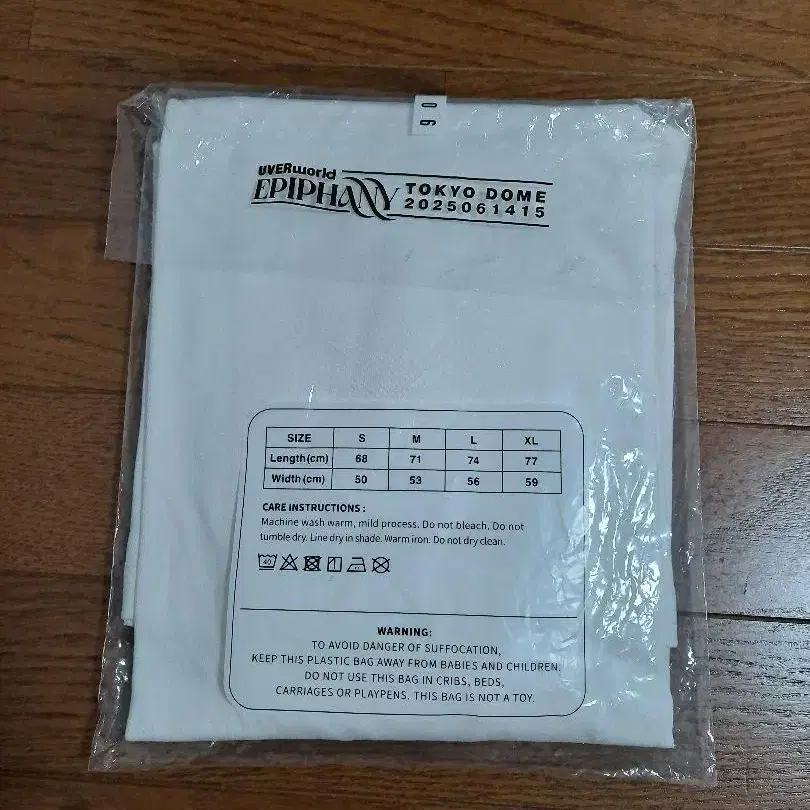 06
UVERworld
EPIPHANY TOKYO DOME
2025061415
SIZE S M L XL
Length(cm) 68 71 74 77
Width(cm) 50 53 56 59
CARE INSTRUCTIONS :
Machine wash warm, mild process. Do not bleach. Do not
tumble dry. Line dry in shade. Warm iron. Do not dry clean.
40
WARNING:
TO AVOID DANGER OF SUFFOCATION,
KEEP THIS PLASTIC BAG AWAY FROM BABIES AND CHILDREN.
DO NOT USE THIS BAG IN CRIBS, BEDS,
CARRIAGES OR PLAYPENS. THIS BAG IS NOT A TOY.